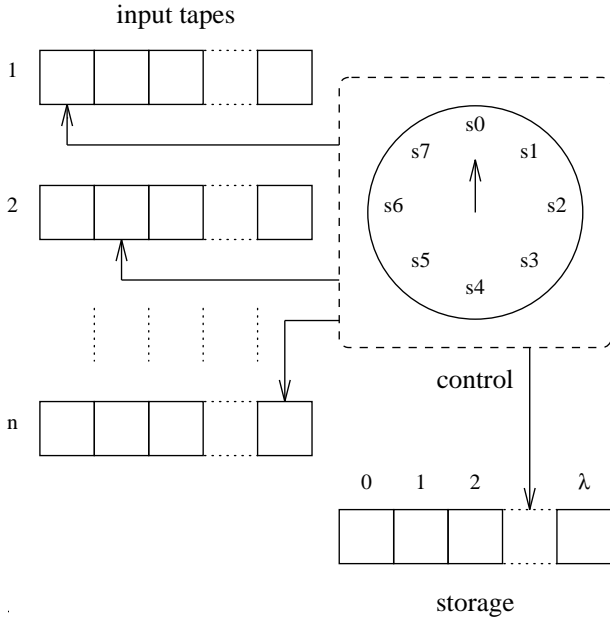 input tapes
1
s0
s7 s1
2
s6 s2
s5 s3
s4
control
n
0 1 2 λ
storage
.